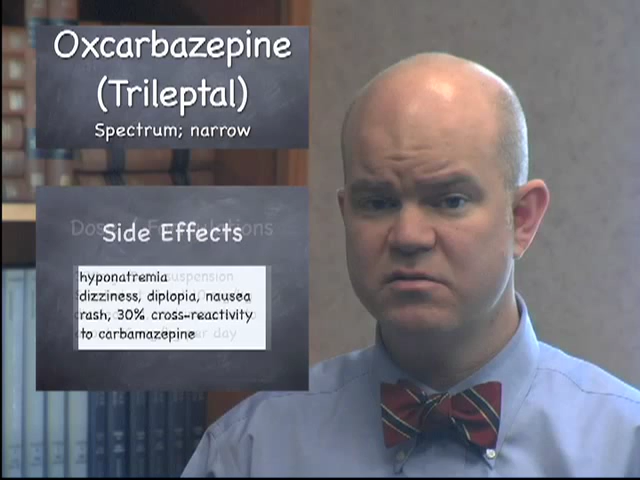 Oxcarbazepine
(Trileptal)
Spectrum; narrow
Side Effects
hyponatremia
dizziness, diplopia, nausea
rash, 30% cross-reactivity
to carbamazepine